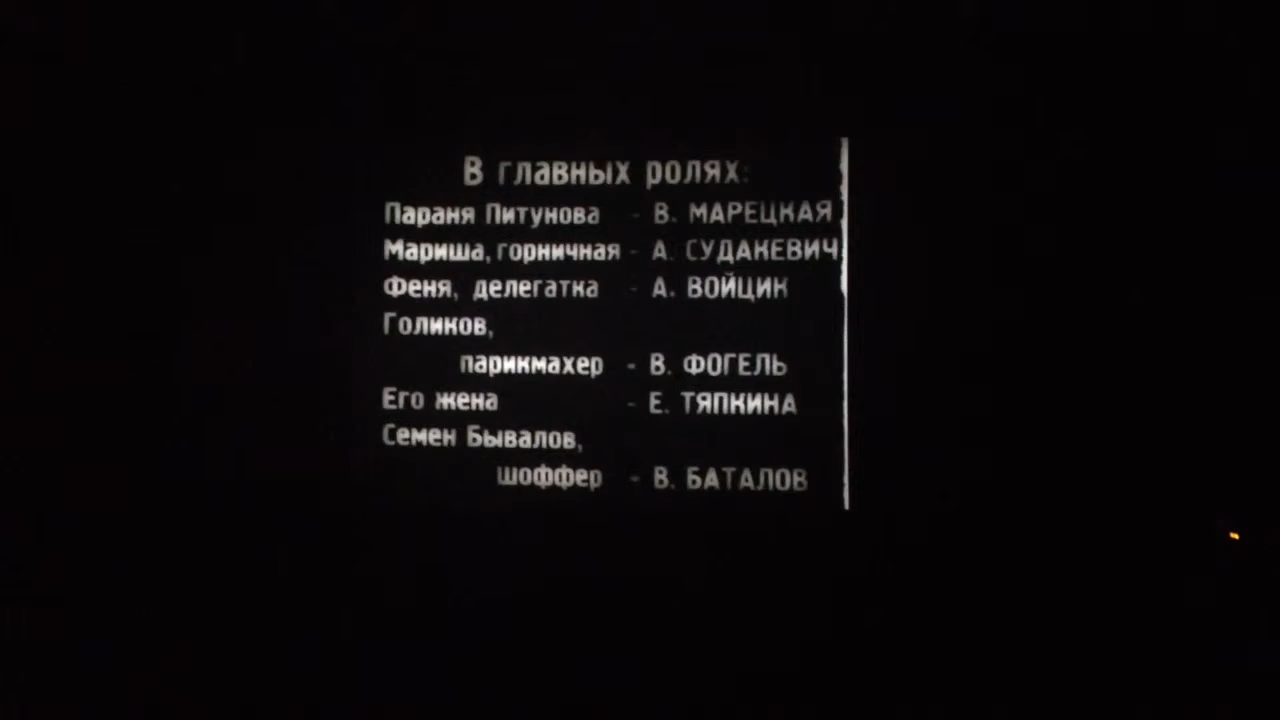 В главных ролях:
Параня Питунова - В. МАРЕЦКАЯ
Мариша, горничная - А. СУДАКЕВИЧ
Феня, делегатка - А. ВОЙЦИК
Голиков,
парикмахер - В. ФОГЕЛЬ
Его жена - Е. ТЯПКИНА
Семен Бывалов,
шоффер - В. БАТАЛОВ